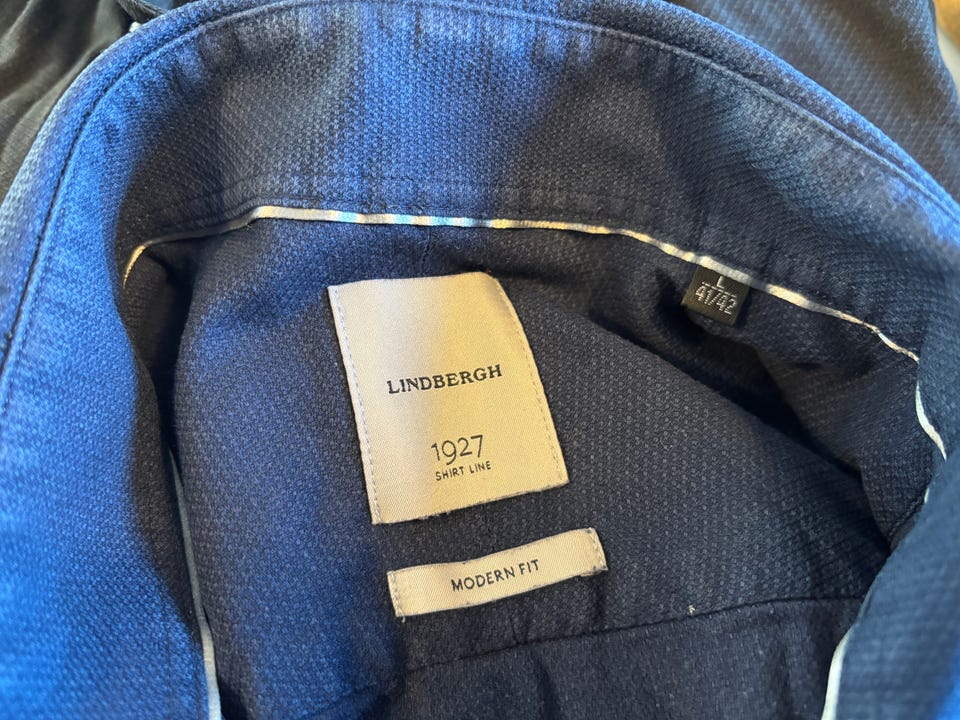 L
41/42
LINDBERGH
1927
SHIRT LINE
MODERN FIT